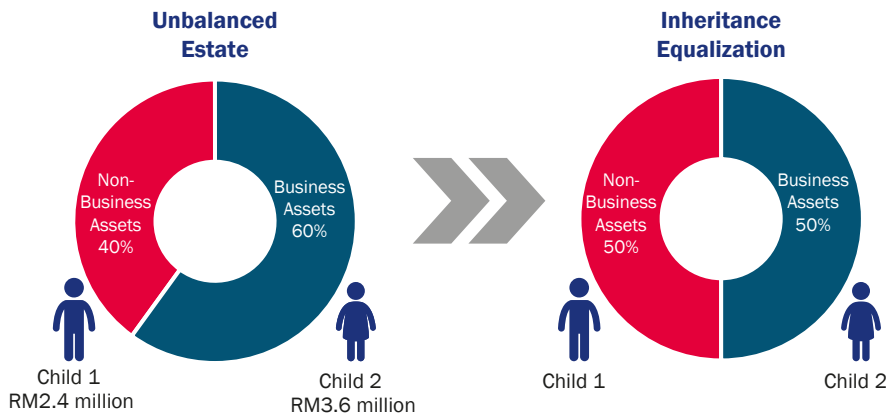 Unbalanced
Estate
Non-
Business
Assets
40%
Business
Assets
60%
Child 1
RM2.4 million
Child 2
RM3.6 million
Inheritance
Equalization
Non-
Business
Assets
50%
Business
Assets
50%
Child 1
Child 2